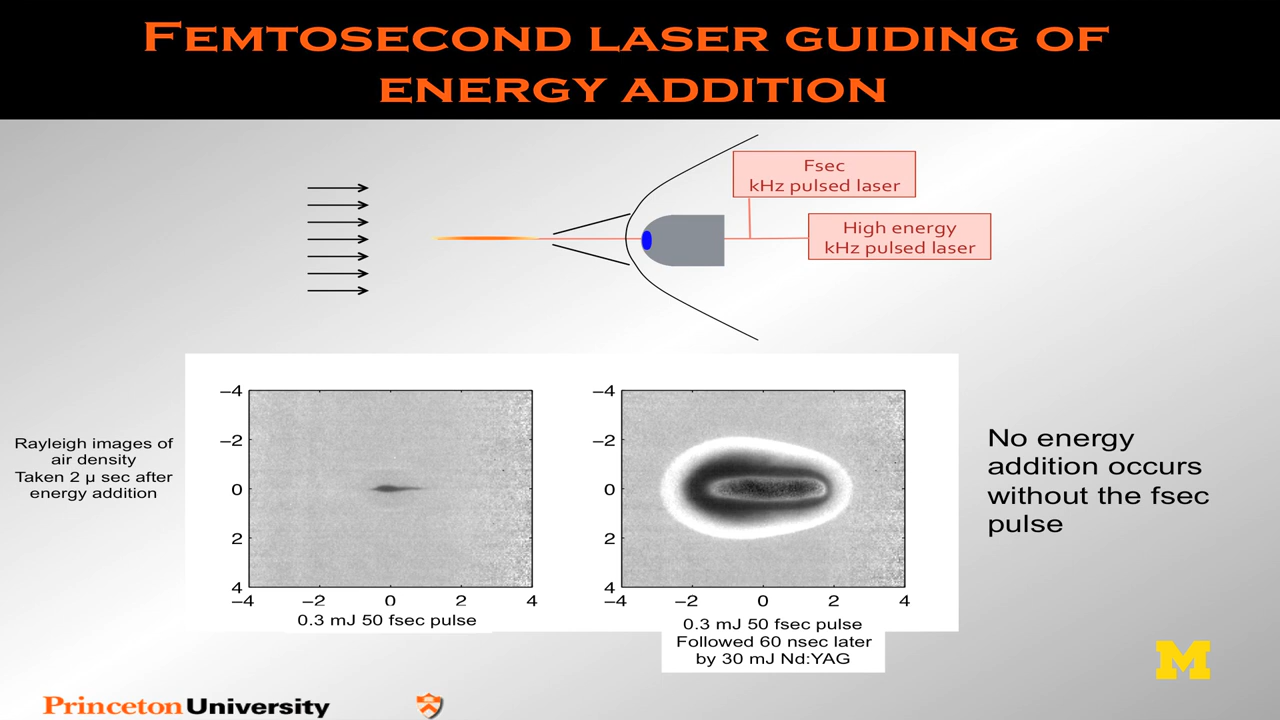 FEMTOSECOND LASER GUIDING OF
ENERGY ADDITION
Fsec
kHz pulsed laser
High energy
kHz pulsed laser
Rayleigh images of
air density
Taken 2 µ sec after
energy addition
−4
−2
0
2
4
−4 −2 0 2 4
0.3 mJ 50 fsec pulse
−4
−2
0
2
4
−4 −2 0 2 4
0.3 mJ 50 fsec pulse
Followed 60 nsec later
by 30 mJ Nd:YAG
No energy
addition occurs
without the fsec
pulse
M
Princeton University